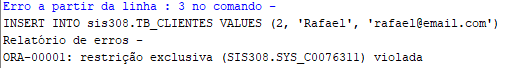 Erro a partir da linha : 3 no comando -
INSERT INTO sis308.TB_CLIENTES VALUES (2, 'Rafael', 'rafael@email.com')
Relatório de erros -
ORA-00001: restrição exclusiva (SIS308.SYS_C0076311) violada